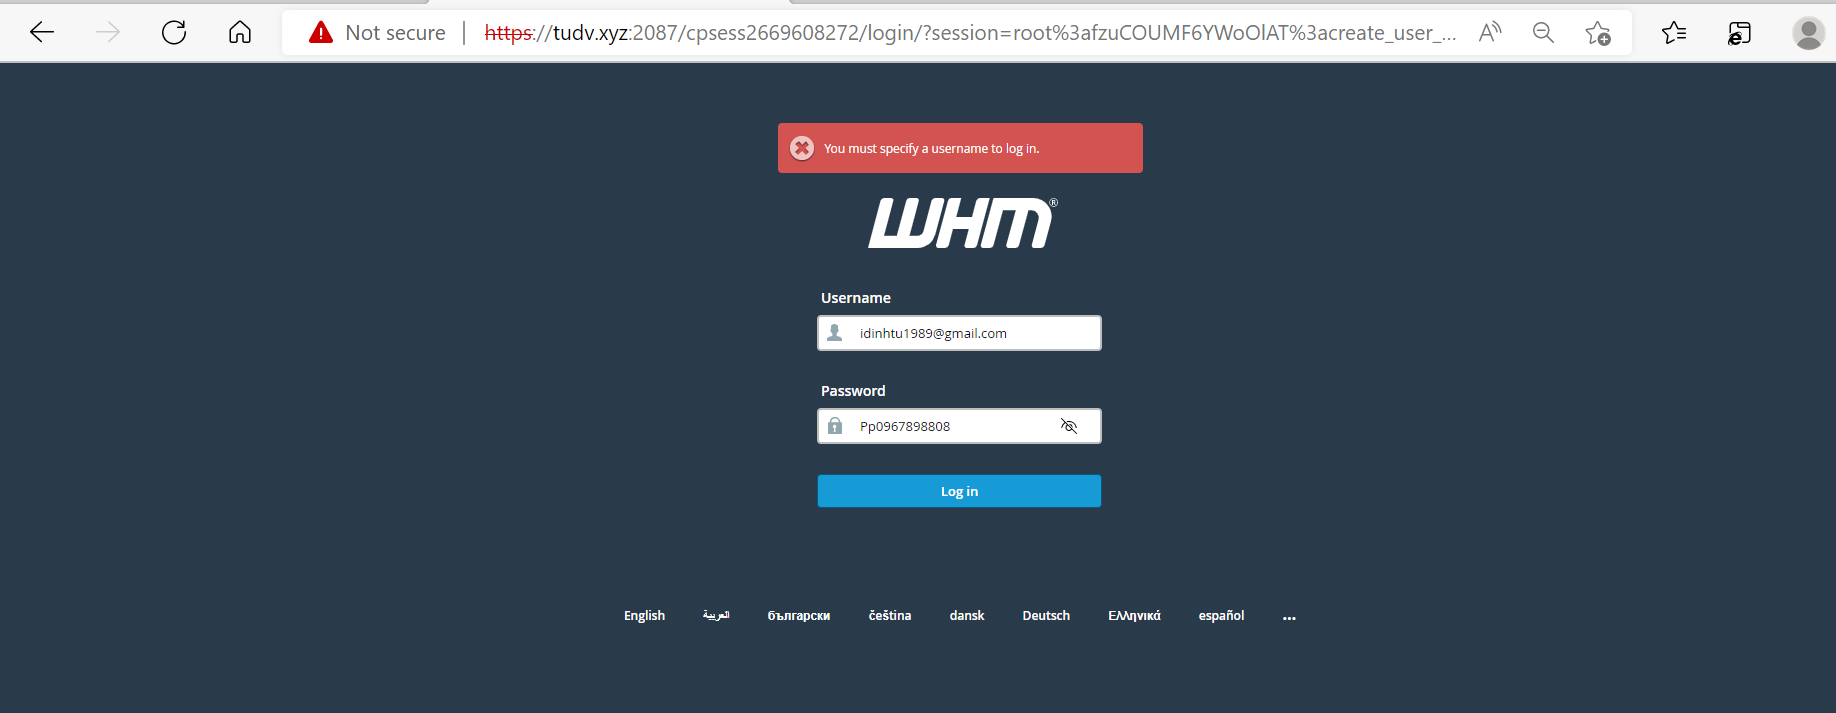 Not secure | https://tudv.xyz:2087/cpsess2669608272/login/?session=root%3afzuCOUMF6YWoOlAT%3acreate_user_...
You must specify a username to log in.
WHM®
Username
idinhtu1989@gmail.com
Password
Pp0967898808
Log in
English العربية български čeština dansk Deutsch Ελληνικά español ...